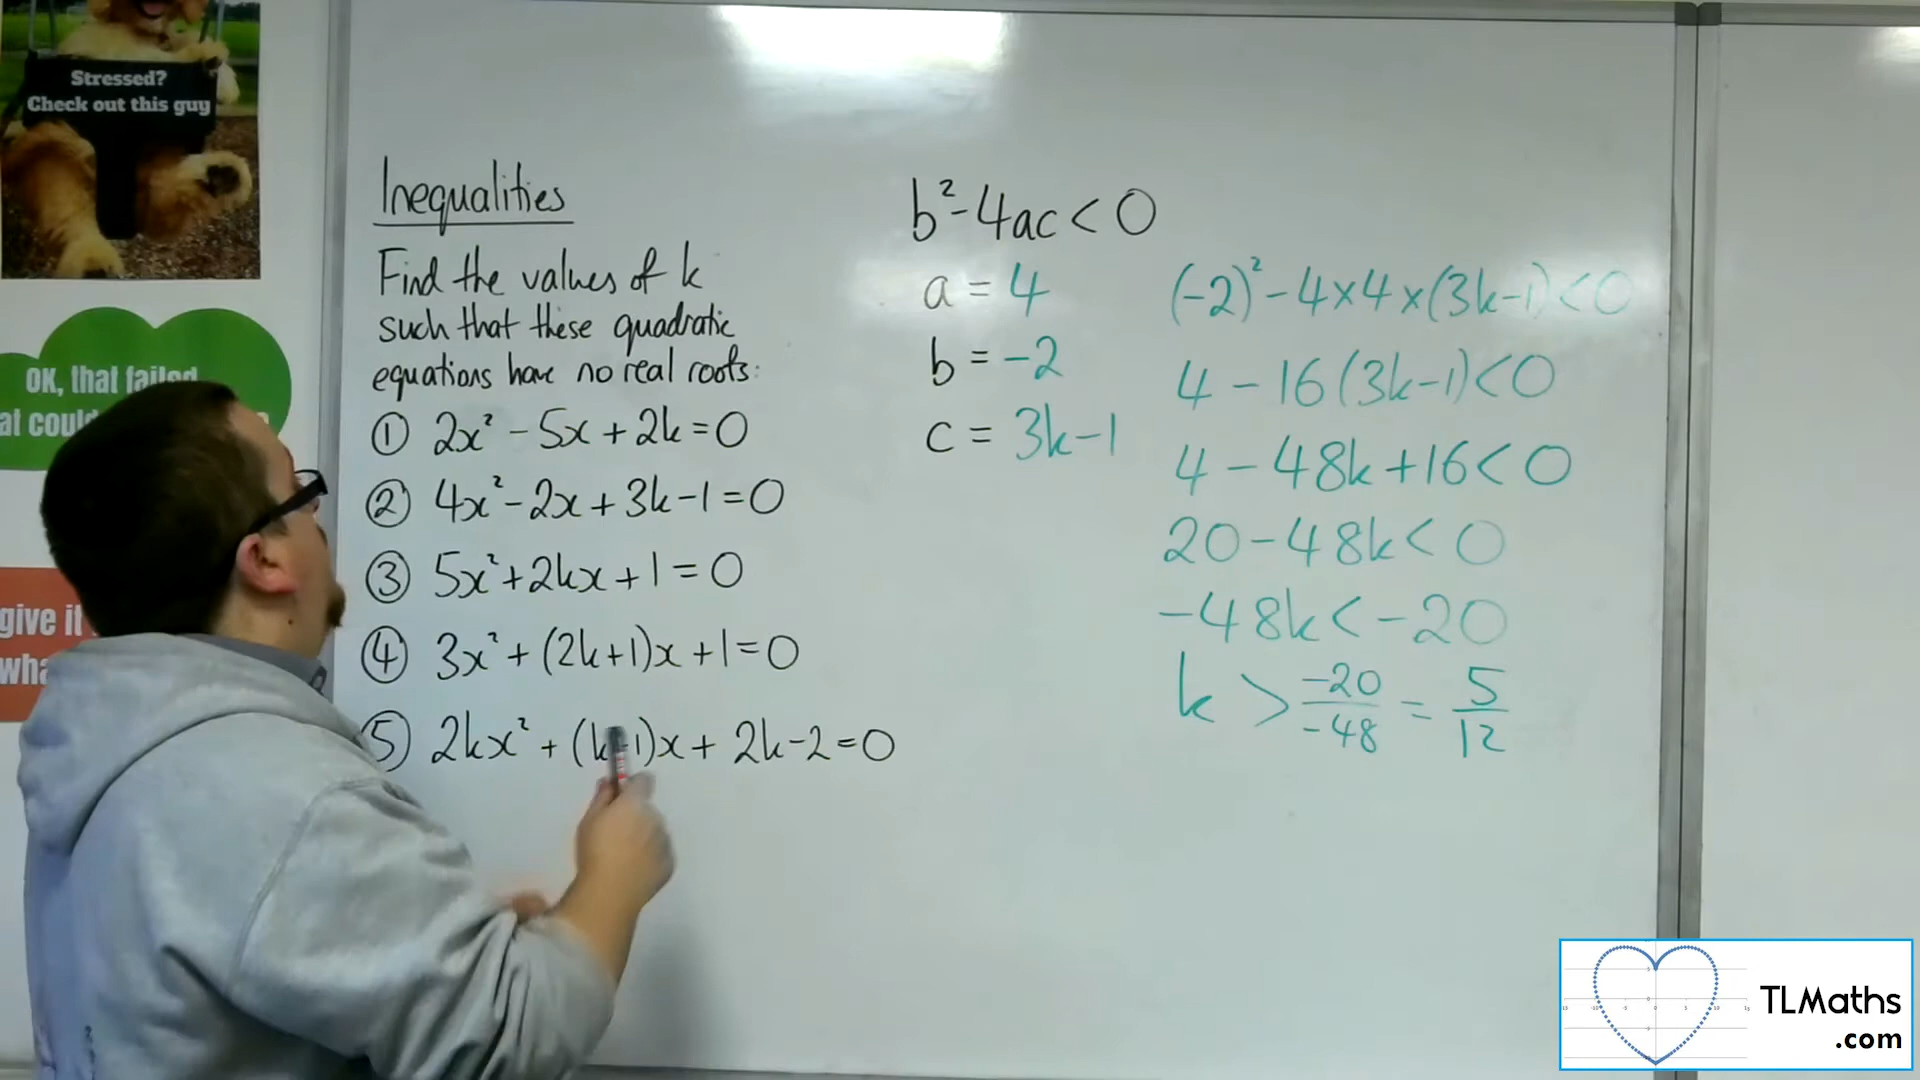 Stressed?
Check out this guy
OK, that failed
at coul
give it
wha
Inequalities
Find the values of k
such that these quadratic
equations have no real roots:
① 2x² - 5x + 2k = 0
② 4x² - 2x + 3k - 1 = 0
③ 5x² + 2kx + 1 = 0
④ 3x² + (2k+1)x + 1 = 0
⑤ 2kx² + (k-1)x + 2k - 2 = 0
b² - 4ac < 0
a = 4
b = -2
c = 3k-1
(-2)² - 4×4×(3k-1) < 0
4 - 16(3k-1) < 0
4 - 48k + 16 < 0
20 - 48k < 0
-48k < -20
k > -20/-48 = 5/12
TLMaths
.com